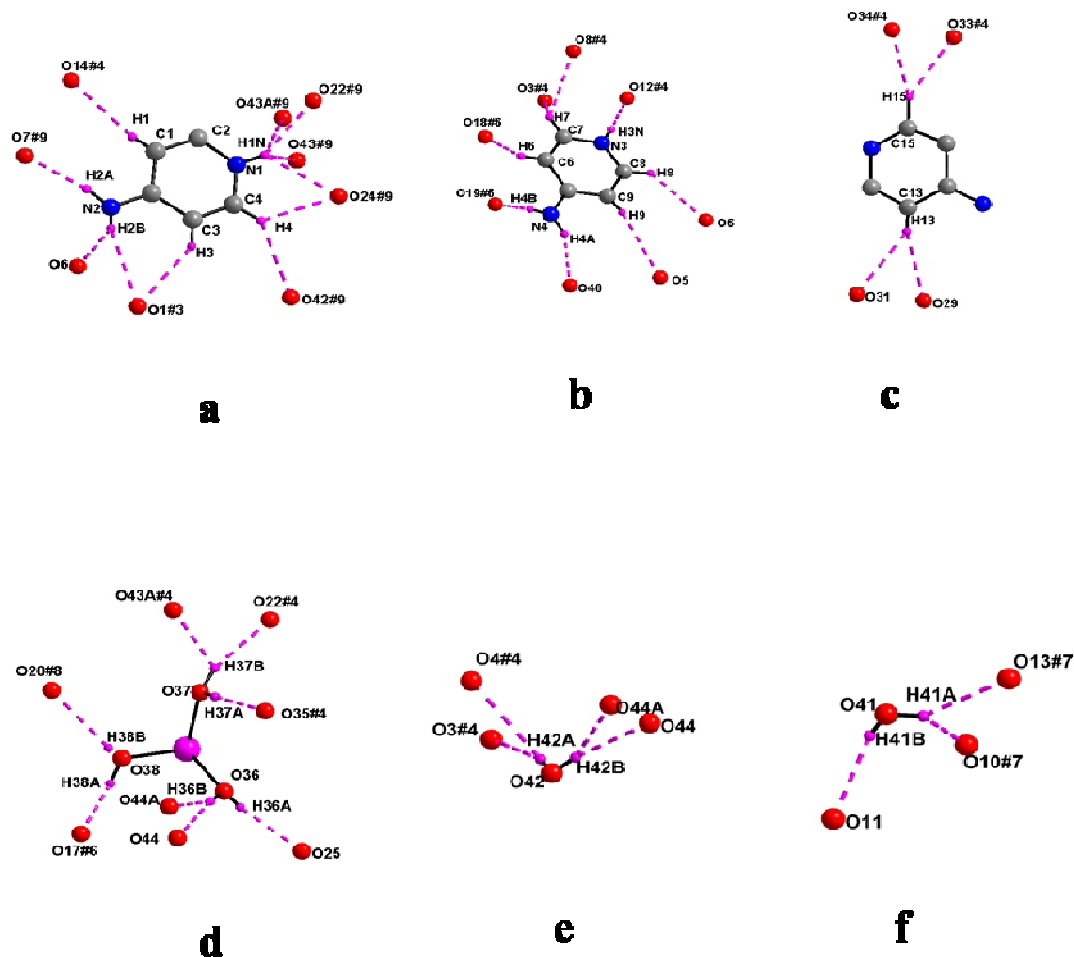 O14#4
O43A#9
O22#9
H1
C1
C2
H1N
O43#9
O7#9
N1
H2A
N2
H2B
C4
O24#9
C3
H4
H3
O6
O1#3
O42#9
a
O8#4
O3#4
O12#4
H7
O18#6
C7
H3N
N3
H6
C6
C8
H9
O19#6
H4B
C9
N4
H4A
H9
O6
O40
O5
b
O34#4
O33#4
H15
C15
C13
H13
O31
O29
c
O43A#4
O22#4
O20#8
H37B
O37
H37A
O35#4
H38B
O38
O36
H38A
H36B
O44A
H36A
O17#6
O44
O25
d
O4#4
O44A
O3#4
H42A
O44
O42
H42B
e
O13#7
H41A
O41
H41B
O10#7
O11
f